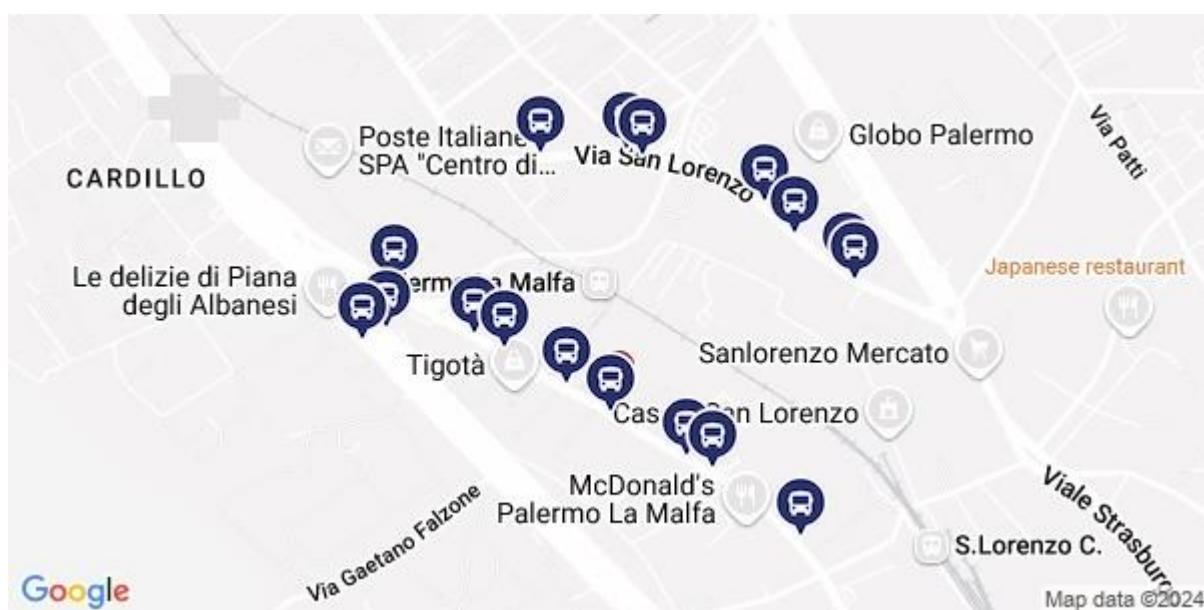 Poste Italiane
SPA "Centro di...
Via San Lorenzo
Globo Palermo
Via Patti
CARDILLO
Le delizie di Piana
degli Albanesi
Malfa
Japanese restaurant
Tigotà
Sanlorenzo Mercato
San Lorenzo
McDonald's
Palermo La Malfa
Via Gaetano Falzone
Viale Strasburgo
S.Lorenzo C.
Google
Map data ©2024